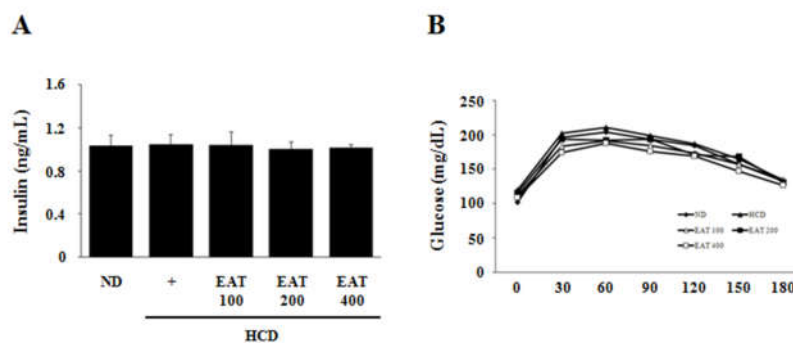 A
Insulin (ng/mL)
1.6
1.2
0.8
0.4
0
ND + EAT EAT EAT
100 200 400
HCD
B
Glucose (mg/dL)
250
200
150
100
50
0
ND HCD
EAT 100 EAT 200
EAT 400
0 30 60 90 120 150 180